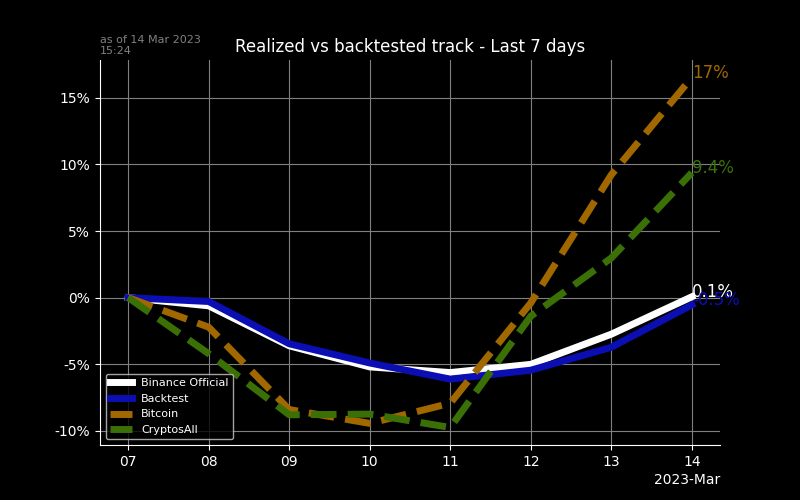 as of 14 Mar 2023
15:24
Realized vs backtested track - Last 7 days
17%
15%
10%
9.4%
5%
0%
0.1%
-0.5%
-5%
-10%
Binance Official
Backtest
Bitcoin
CryptosAll
07 08 09 10 11 12 13 14
2023-Mar